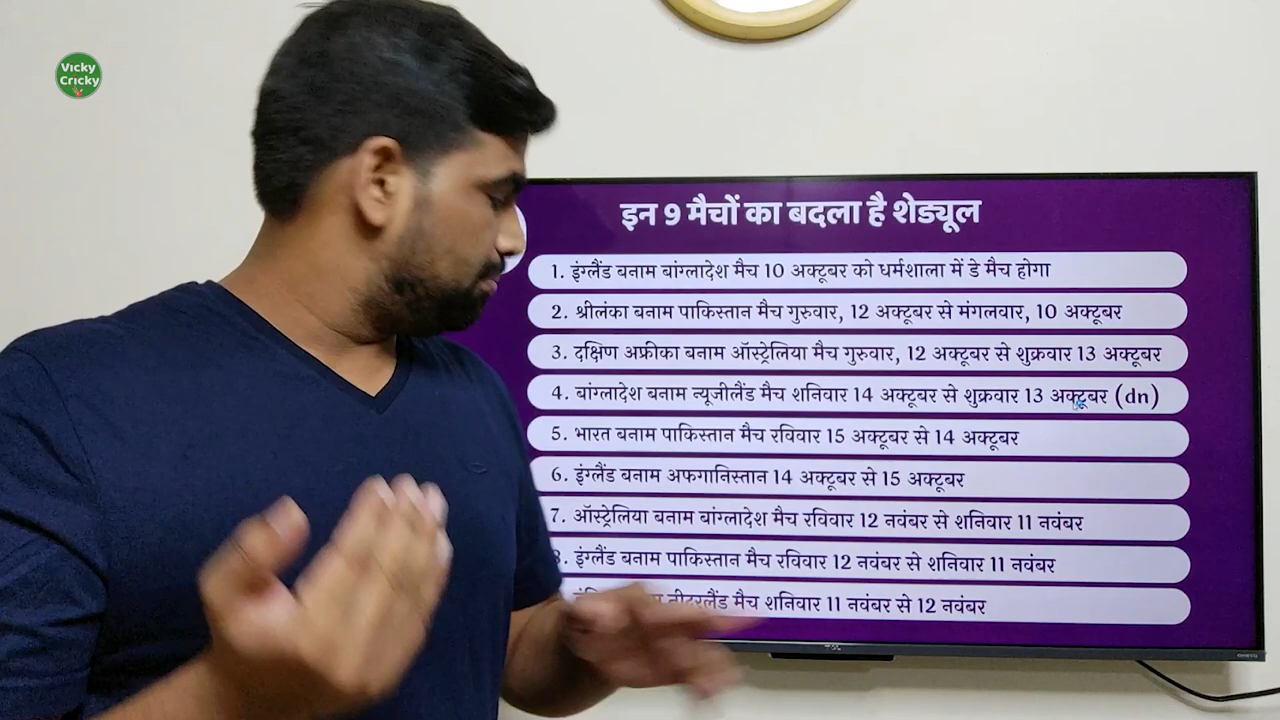 Vicky
Cricky
इन 9 मैचों का बदला है शेड्यूल
1. इंग्लैंड बनाम बांग्लादेश मैच 10 अक्टूबर को धर्मशाला में डे मैच होगा
2. श्रीलंका बनाम पाकिस्तान मैच गुरुवार, 12 अक्टूबर से मंगलवार, 10 अक्टूबर
3. दक्षिण अफ्रीका बनाम ऑस्ट्रेलिया मैच गुरुवार, 12 अक्टूबर से शुक्रवार 13 अक्टूबर
4. बांग्लादेश बनाम न्यूजीलैंड मैच शनिवार 14 अक्टूबर से शुक्रवार 13 अक्टूबर (dn)
5. भारत बनाम पाकिस्तान मैच रविवार 15 अक्टूबर से 14 अक्टूबर
6. इंग्लैंड बनाम अफगानिस्तान 14 अक्टूबर से 15 अक्टूबर
7. ऑस्ट्रेलिया बनाम बांग्लादेश मैच रविवार 12 नवंबर से शनिवार 11 नवंबर
8. इंग्लैंड बनाम पाकिस्तान मैच रविवार 12 नवंबर से शनिवार 11 नवंबर
नीदरलैंड मैच शनिवार 11 नवंबर से 12 नवंबर